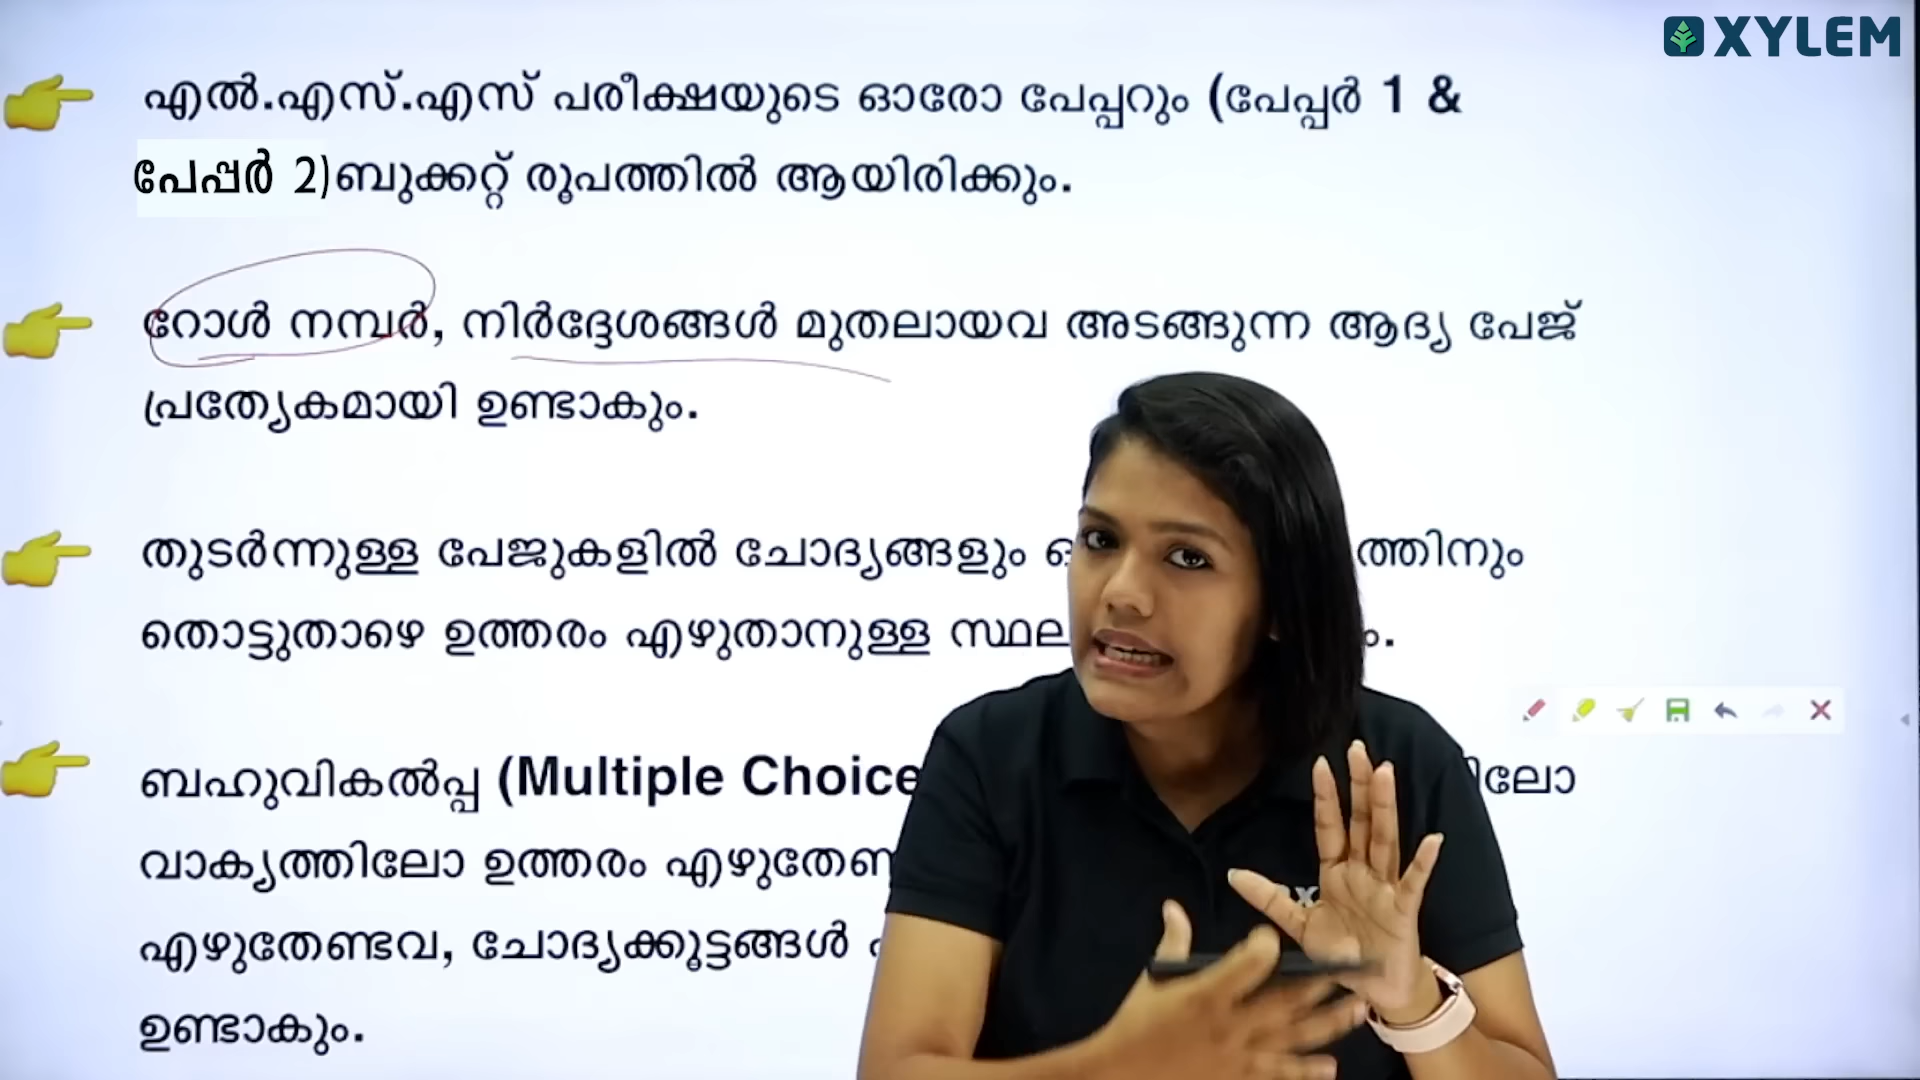 XYLEM
എൽ.എസ്.എസ് പരീക്ഷയുടെ ഓരോ പേപ്പറും (പേപ്പർ 1 &
പേപ്പർ 2)ബുക്കറ്റ് രൂപത്തിൽ ആയിരിക്കും.
റോൾ നമ്പർ, നിർദ്ദേശങ്ങൾ മുതലായവ അടങ്ങുന്ന ആദ്യ പേജ്
പ്രത്യേകമായി ഉണ്ടാകും.
തുടർന്നുള്ള പേജുകളിൽ ചോദ്യങ്ങളും
തൊട്ടുതാഴെ ഉത്തരം എഴുതാനുള്ള
ബഹുവികൽപ്പ (Multiple Choice
വാക്യത്തിലോ ഉത്തരം
എഴുതേണ്ടവ, ചോദ്യക്കൂട്ടങ്ങൾ
ഉണ്ടാകും.